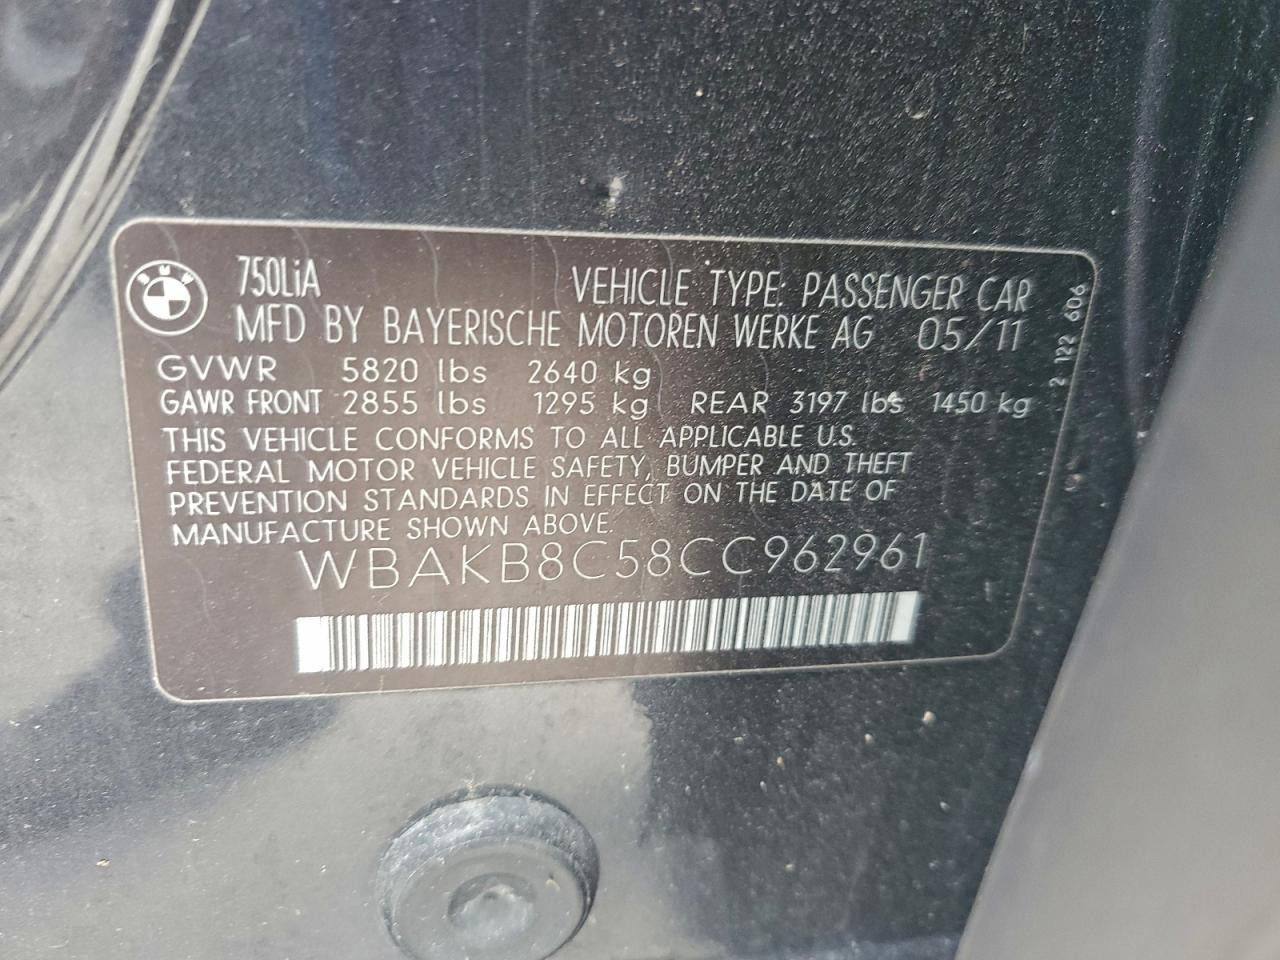 BMW
750LiA VEHICLE TYPE: PASSENGER CAR
MFD BY BAYERISCHE MOTOREN WERKE AG 05/11
GVWR 5820 lbs 2640 kg
GAWR FRONT 2855 lbs 1295 kg REAR 3197 lbs 1450 kg
THIS VEHICLE CONFORMS TO ALL APPLICABLE U.S.
FEDERAL MOTOR VEHICLE SAFETY, BUMPER AND THEFT
PREVENTION STANDARDS IN EFFECT ON THE DATE OF
MANUFACTURE SHOWN ABOVE.
WBAKB8C58CC962961
2 122 606